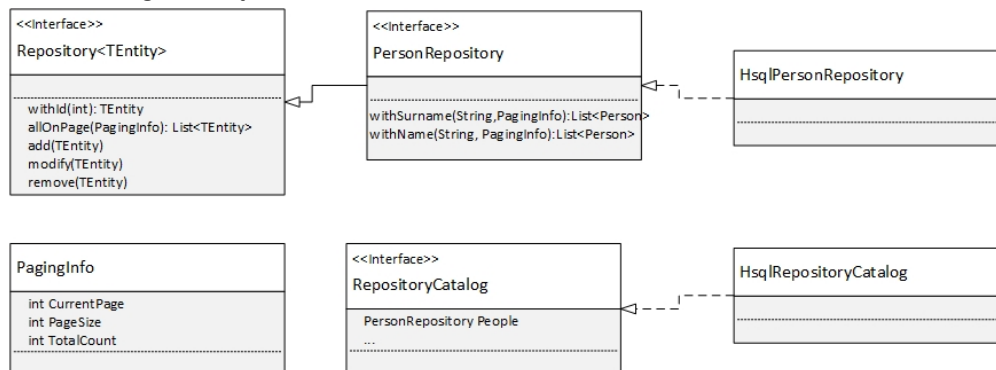 <<Interface>>
Repository<TEntity>
withId(int): TEntity
allOnPage(PagingInfo): List<TEntity>
add(TEntity)
modify(TEntity)
remove(TEntity)
<<Interface>>
PersonRepository
withSurname(String,PagingInfo):List<Person>
withName(String, PagingInfo):List<Person>
HsqlPersonRepository
PagingInfo
int CurrentPage
int PageSize
int TotalCount
<<Interface>>
RepositoryCatalog
PersonRepository People
...
HsqlRepositoryCatalog